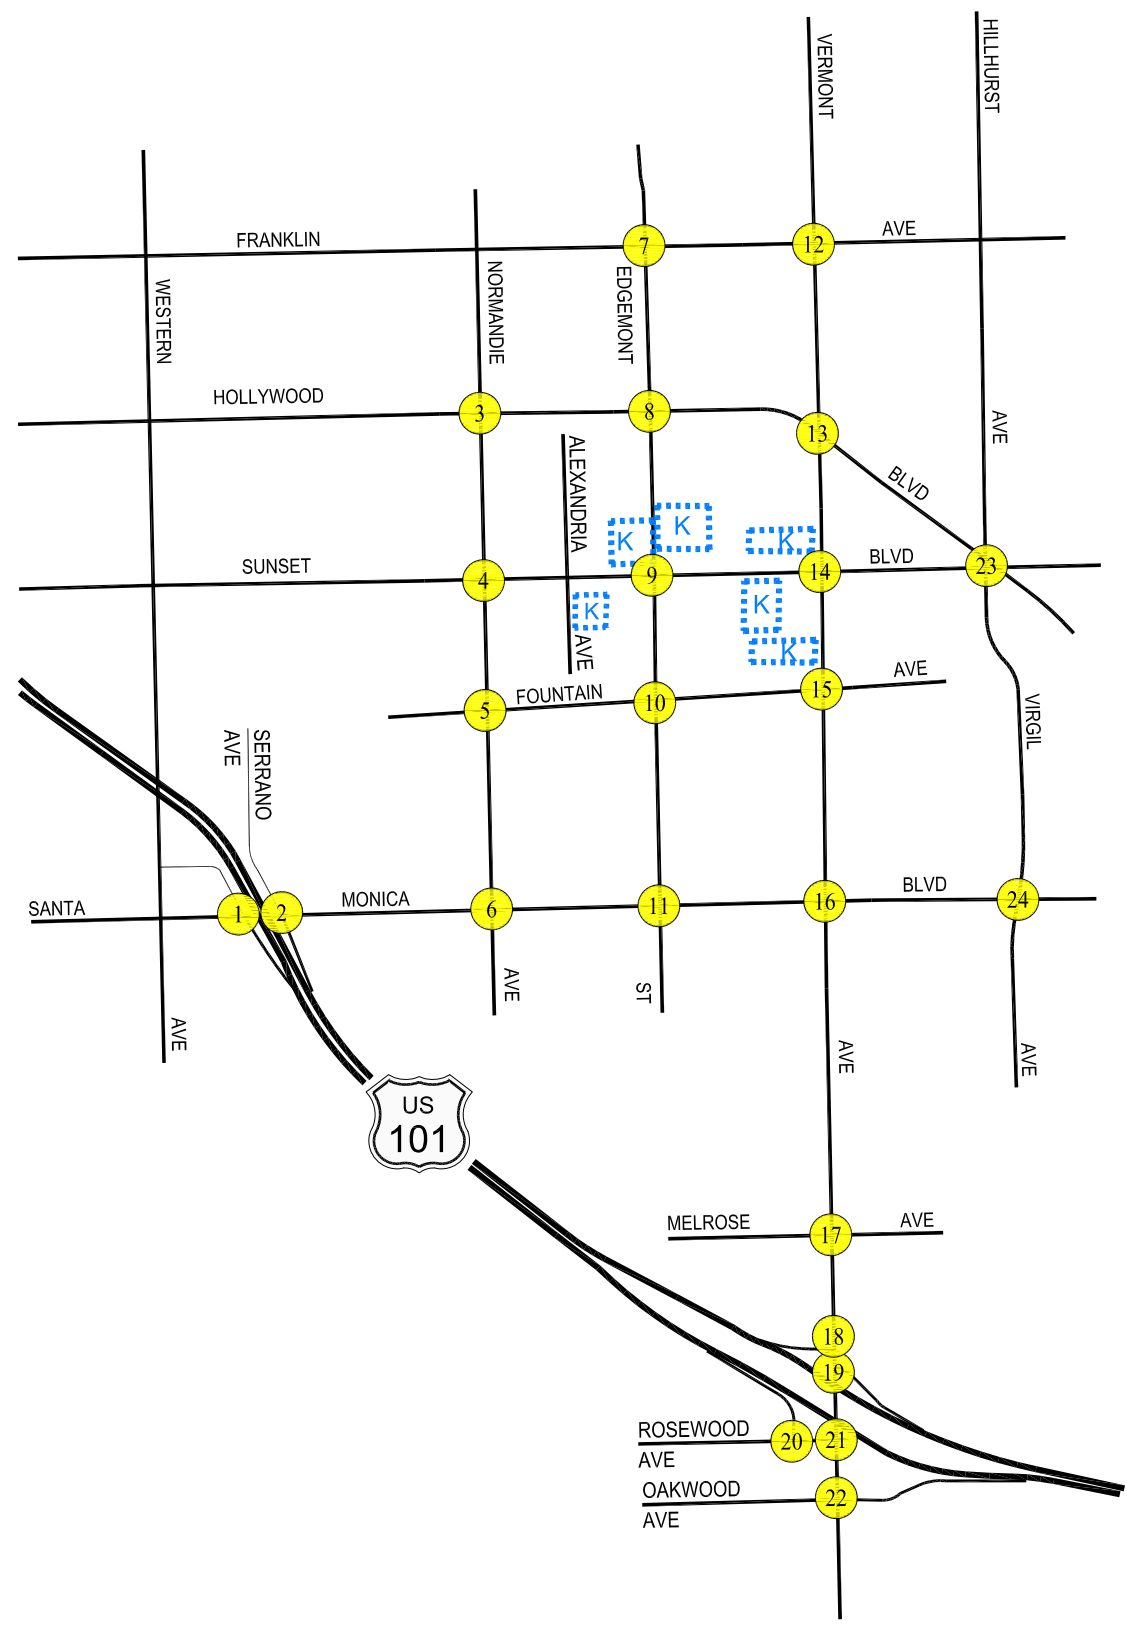 HILLHURST
VERMONT
FRANKLIN
7
12
AVE
WESTERN
NORMANDIE
EDGEMONT
HOLLYWOOD
3
8
13
AVE
ALEXANDRIA
BLVD
K
K
K
SUNSET
4
9
14
BLVD
23
K
K
AVE
K
FOUNTAIN
AVE
5
10
15
VIRGIL
SERRANO
AVE
SANTA
1
2
MONICA
6
11
16
BLVD
24
AVE
ST
AVE
AVE
AVE
US
101
MELROSE
17
AVE
18
19
ROSEWOOD
AVE
20
21
OAKWOOD
AVE
22